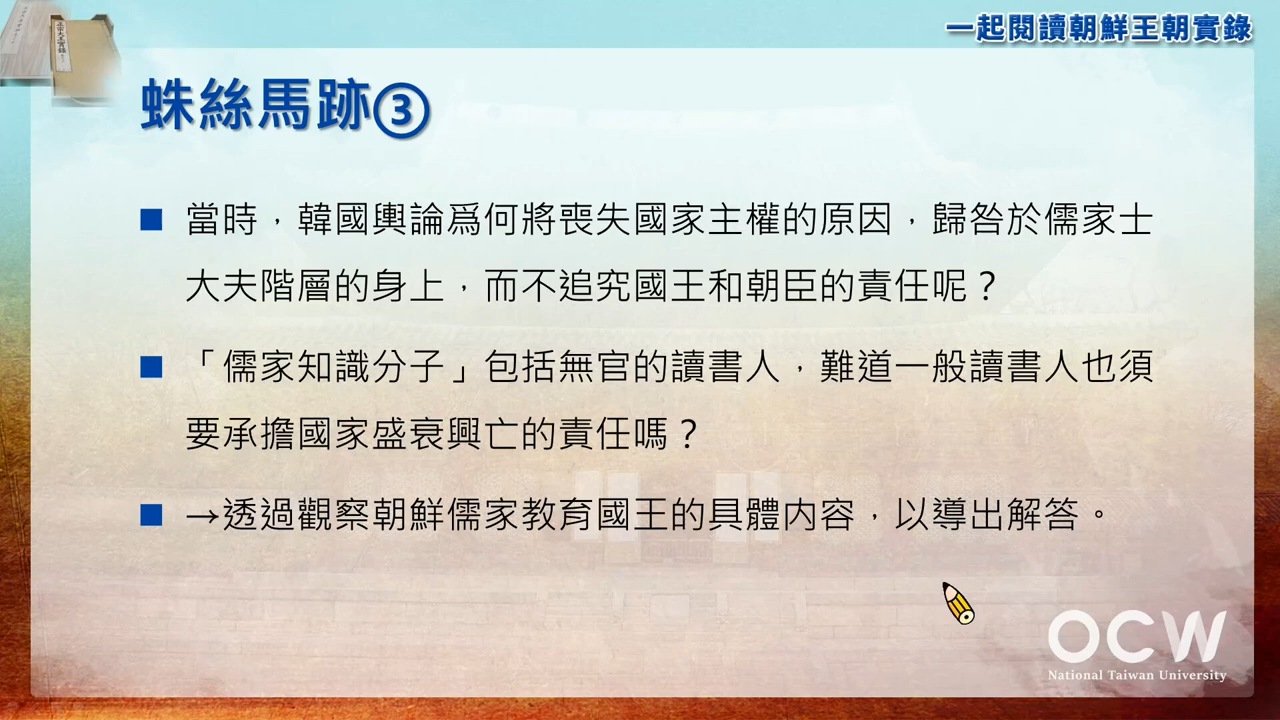 一起閱讀朝鮮王朝實錄
蛛絲馬跡③
■ 當時，韓國輿論爲何將喪失國家主權的原因，歸咎於儒家士
大夫階層的身上，而不追究國王和朝臣的責任呢？
■ 「儒家知識分子」包括無官的讀書人，難道一般讀書人也須
要承擔國家盛衰興亡的責任嗎？
■ →透過觀察朝鮮儒家教育國王的具體內容，以導出解答。
OCW
National Taiwan University